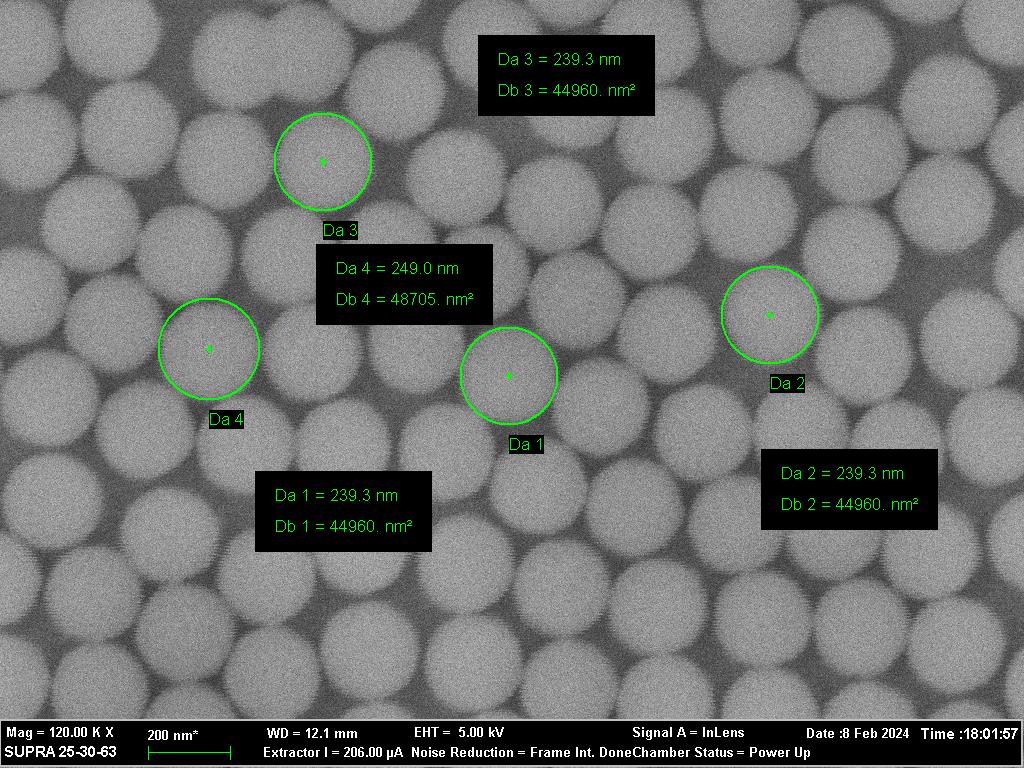 Da 3 = 239.3 nm
Db 3 = 44960. nm²
Da 3
Da 4 = 249.0 nm
Db 4 = 48705. nm²
Da 2
Da 4
Da 1
Da 2 = 239.3 nm
Db 2 = 44960. nm²
Da 1 = 239.3 nm
Db 1 = 44960. nm²
Mag = 120.00 K X 200 nm* WD = 12.1 mm EHT = 5.00 kV Signal A = InLens Date :8 Feb 2024 Time :18:01:57
SUPRA 25-30-63 Extractor I = 206.00 µA Noise Reduction = Frame Int. DoneChamber Status = Power Up